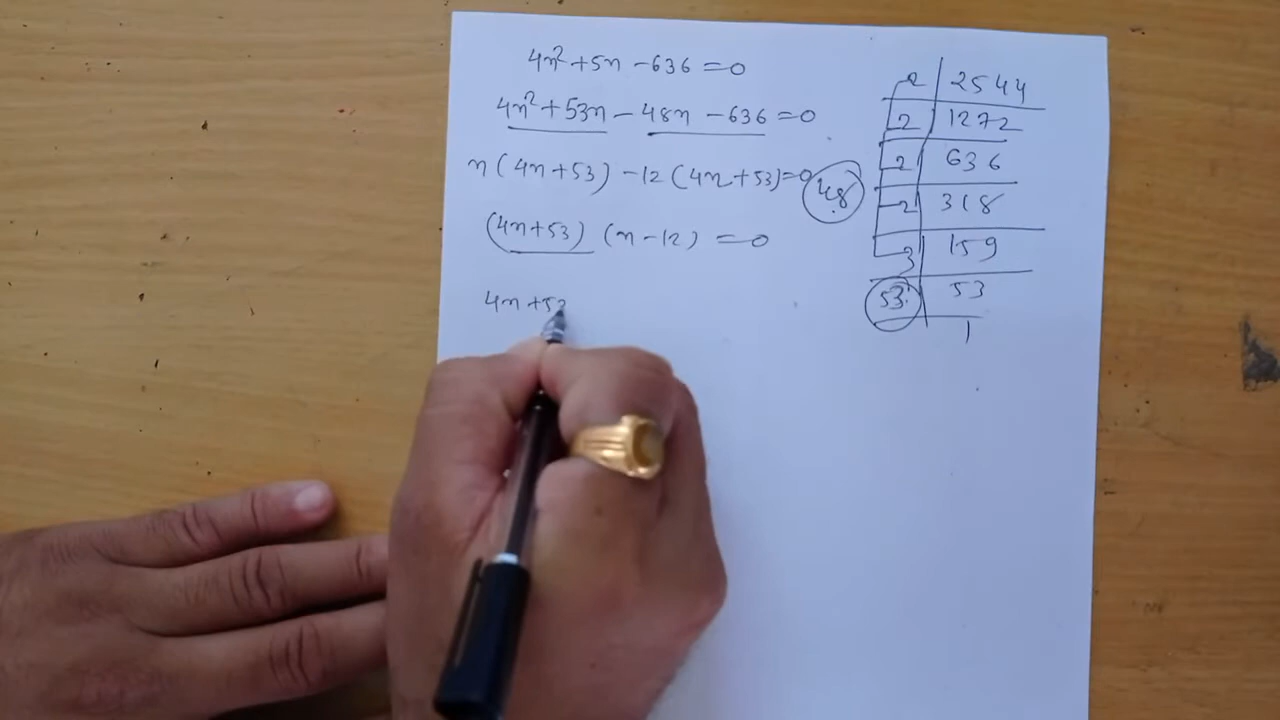 4n²+5n-636=0
4n²+53n-48n-636=0
n(4n+53)-12(4n+53)=0
(4n+53)(n-12)=0
4n+53
48
2 | 2544
2 | 1272
2 | 636
2 | 318
3 | 159
53 | 53
1